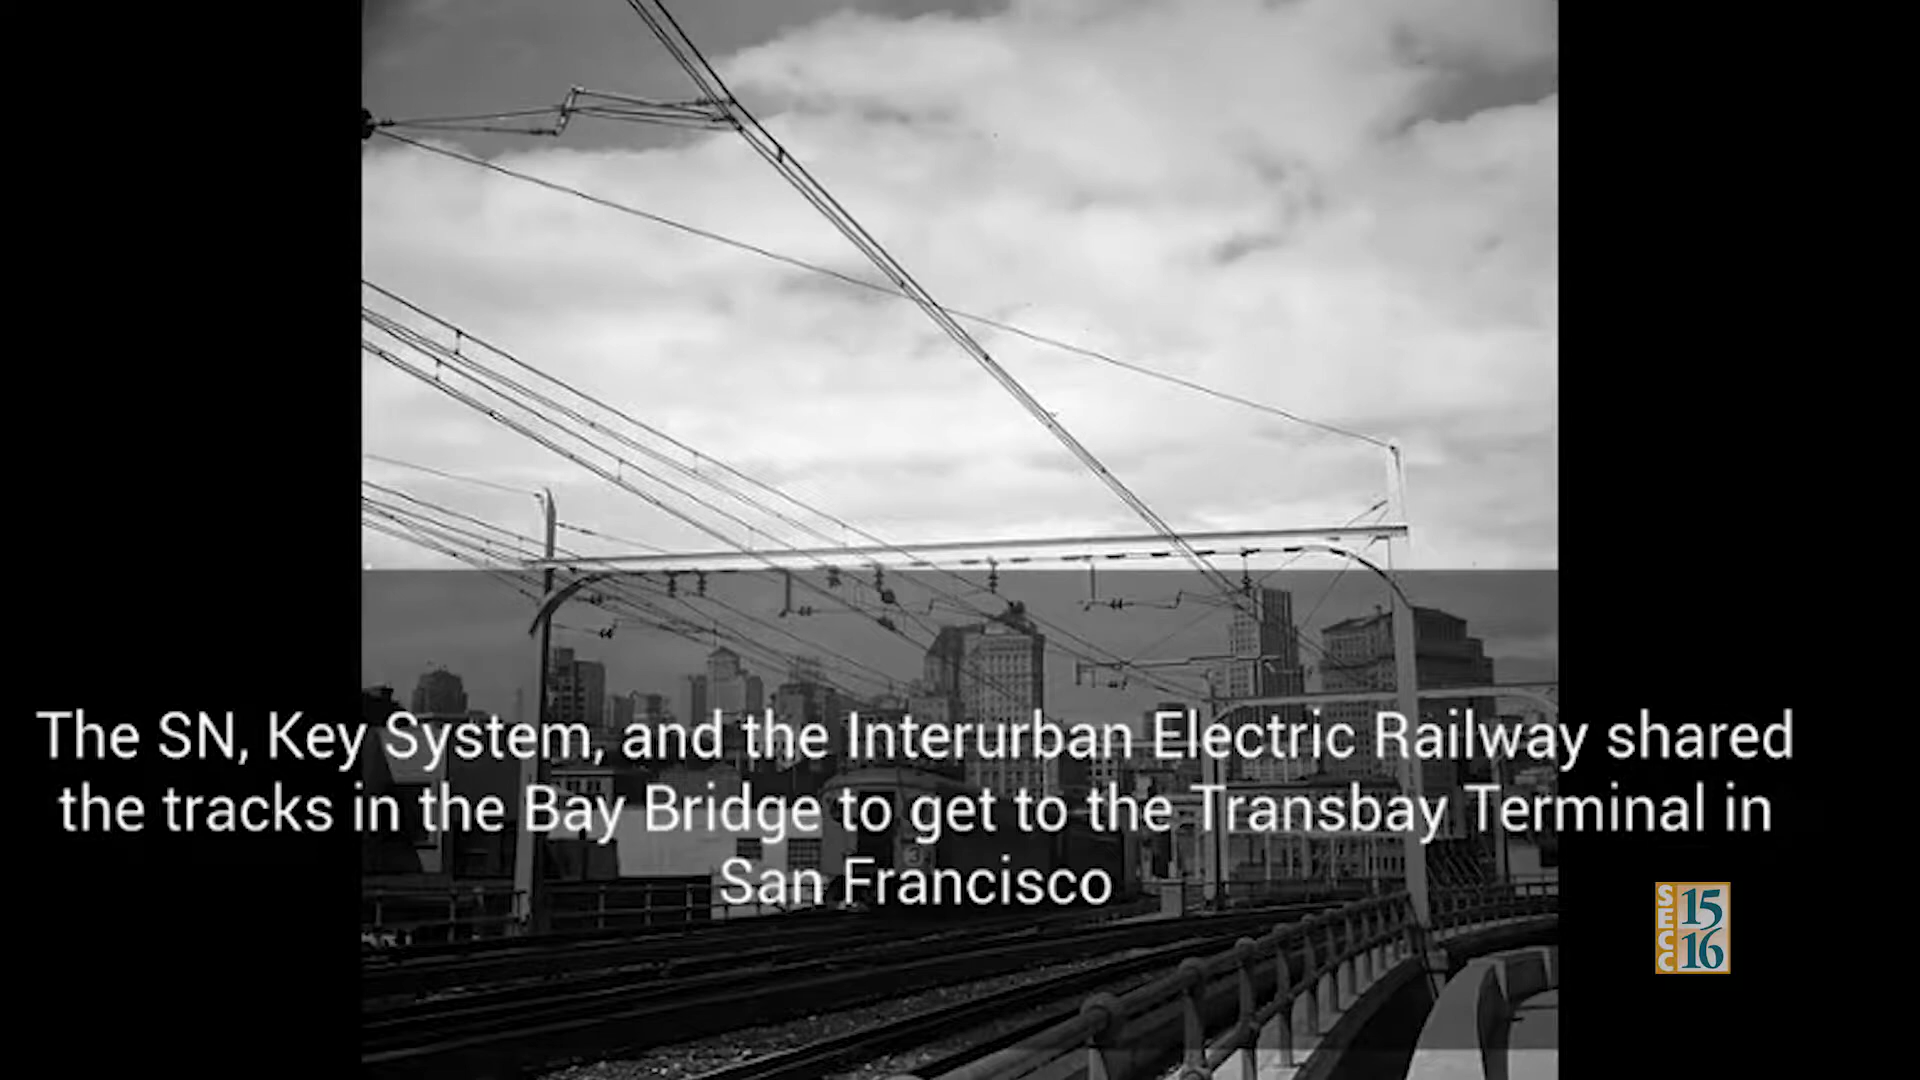 The SN, Key System, and the Interurban Electric Railway shared
the tracks in the Bay Bridge to get to the Transbay Terminal in
San Francisco
3
SECC
15
16